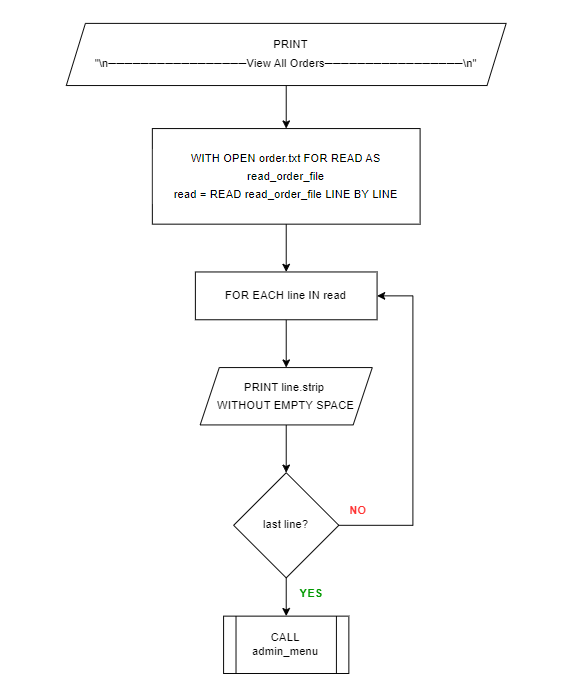 PRINT
"\n—————————————————View All Orders—————————————————\n"
WITH OPEN order.txt FOR READ AS
read_order_file
read = READ read_order_file LINE BY LINE
FOR EACH line IN read
PRINT line.strip
WITHOUT EMPTY SPACE
last line?
NO
YES
CALL
admin_menu